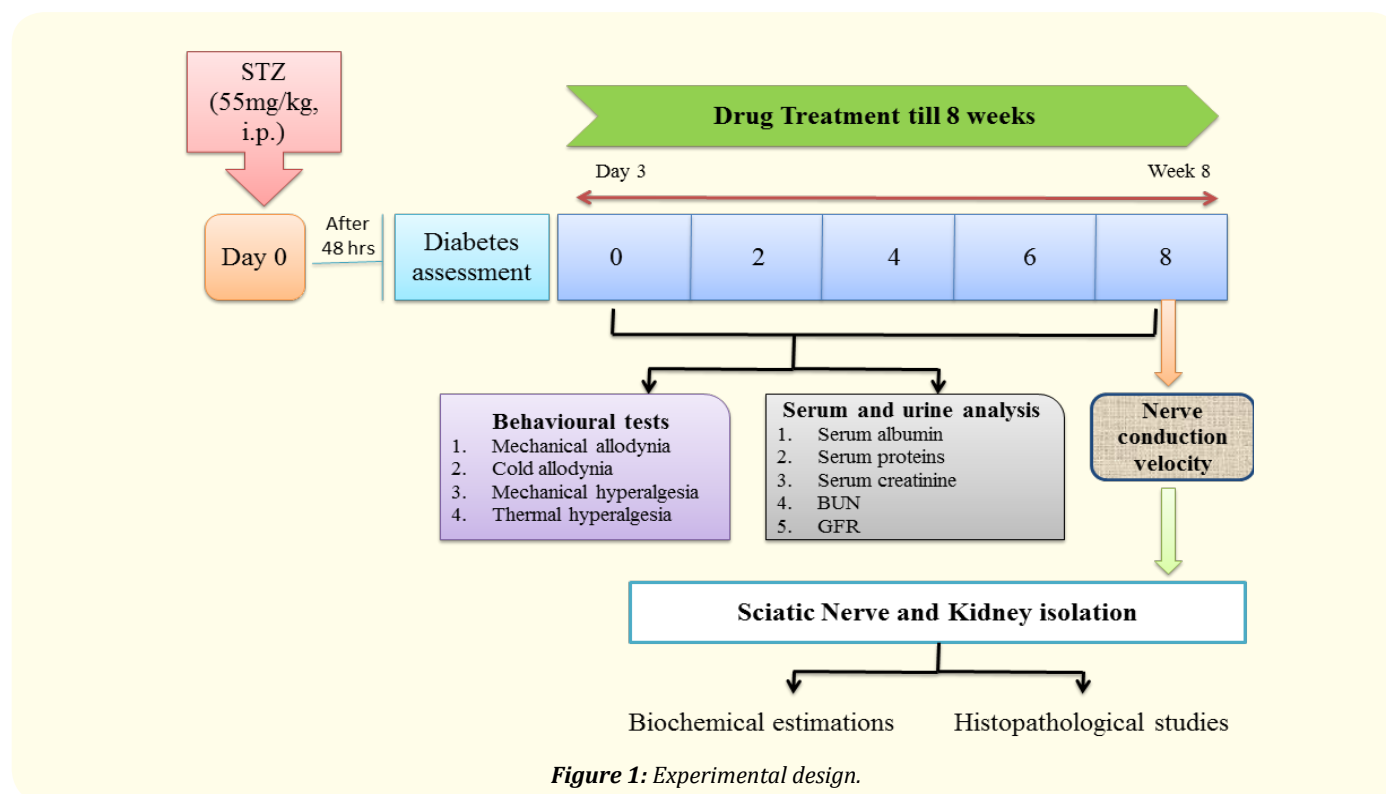 STZ
(55mg/kg,
i.p.)
Drug Treatment till 8 weeks
Day 3
Week 8
Day 0
After
48 hrs
Diabetes
assessment
0
2
4
6
8
Behavioural tests
1. Mechanical allodynia
2. Cold allodynia
3. Mechanical hyperalgesia
4. Thermal hyperalgesia
Serum and urine analysis
1. Serum albumin
2. Serum proteins
3. Serum creatinine
4. BUN
5. GFR
Nerve
conduction
velocity
Sciatic Nerve and Kidney isolation
Biochemical estimations
Histopathological studies
Figure 1: Experimental design.